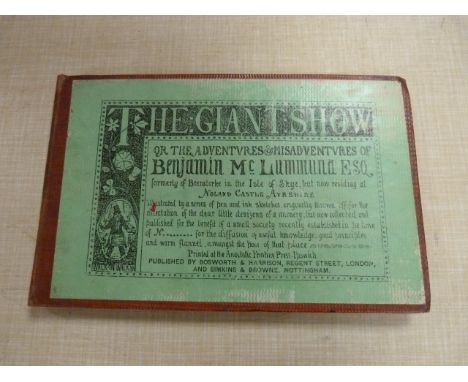 THE GIANT SHOW
OR THE ADVENTURES & MISADVENTURES OF
Benjamin Mc Lummund Esq.
formerly of in the Isle of Skye, but now residing at
NOLAND CASTLE AYRSHIRE
Illustrated by a series of pen and ink sketches originally thrown off for the
of the dear little denizens of a nursery, but now collected, and
published for the benefit of a small society recently established in the town
of N......... for the diffusion of useful knowledge, good principles
and warm flannel, amongst the poor of that place
Printed at the Anastatic Printing Press, Ipswich
PUBLISHED BY BOSWORTH & HARRISON, REGENT STREET, LONDON,
AND SIMKINS & BROWNE, NOTTINGHAM.